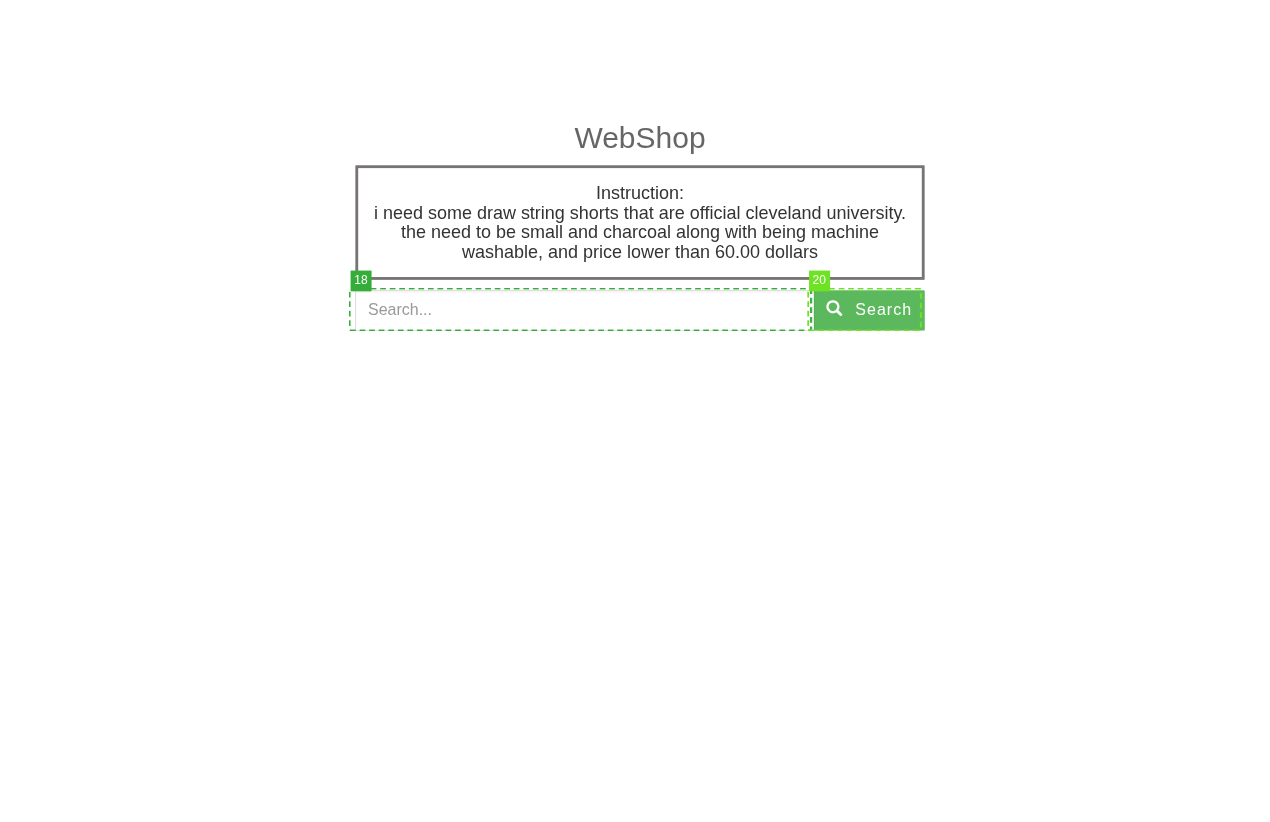 WebShop
Instruction:
i need some draw string shorts that are official cleveland university.
the need to be small and charcoal along with being machine
washable, and price lower than 60.00 dollars
18
20
Search...
Search